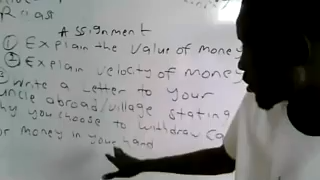 Assignment
① Explain the value of money
② Explain velocity of money
Write a Letter to your
uncle abroad/village stating
why you choose to withdraw
or money in your hand